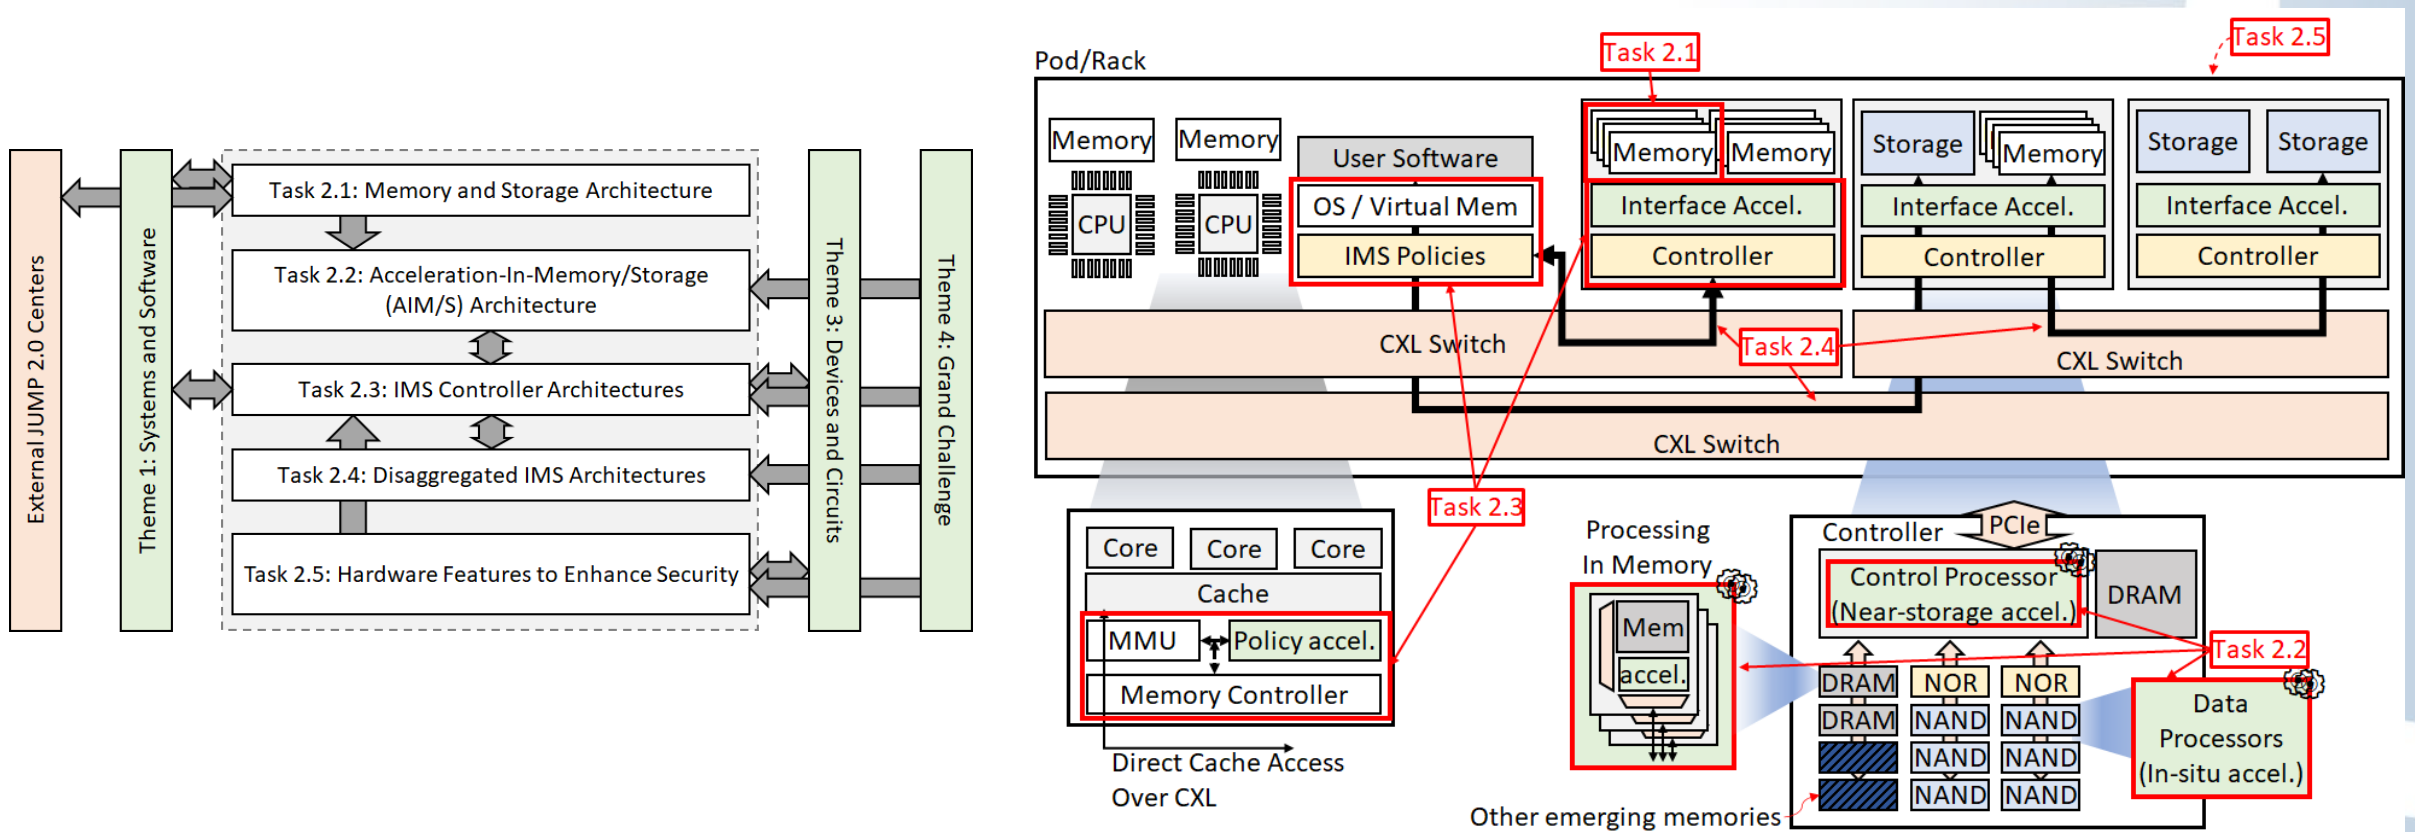 External JUMP 2.0 Centers
Theme 1: Systems and Software
Task 2.1: Memory and Storage Architecture
Task 2.2: Acceleration-In-Memory/Storage
(AIM/S) Architecture
Task 2.3: IMS Controller Architectures
Task 2.4: Disaggregated IMS Architectures
Task 2.5: Hardware Features to Enhance Security
Theme 3: Devices and Circuits
Theme 4: Grand Challenge
Pod/Rack
Task 2.1
Task 2.5
Memory
Memory
CPU
CPU
User Software
OS / Virtual Mem
IMS Policies
Memory
Memory
Interface Accel.
Controller
Storage
Memory
Interface Accel.
Controller
Storage
Storage
Interface Accel.
Controller
CXL Switch
Task 2.4
CXL Switch
CXL Switch
Task 2.3
Core
Core
Core
Cache
MMU
Policy accel.
Memory Controller
Direct Cache Access
Over CXL
Processing
In Memory
Mem
accel.
Other emerging memories
Controller
PCIe
Control Processor
(Near-storage accel.)
DRAM
Task 2.2
DRAM
NOR
NOR
DRAM
NAND
NAND
NAND
NAND
NAND
NAND
Data
Processors
(In-situ accel.)